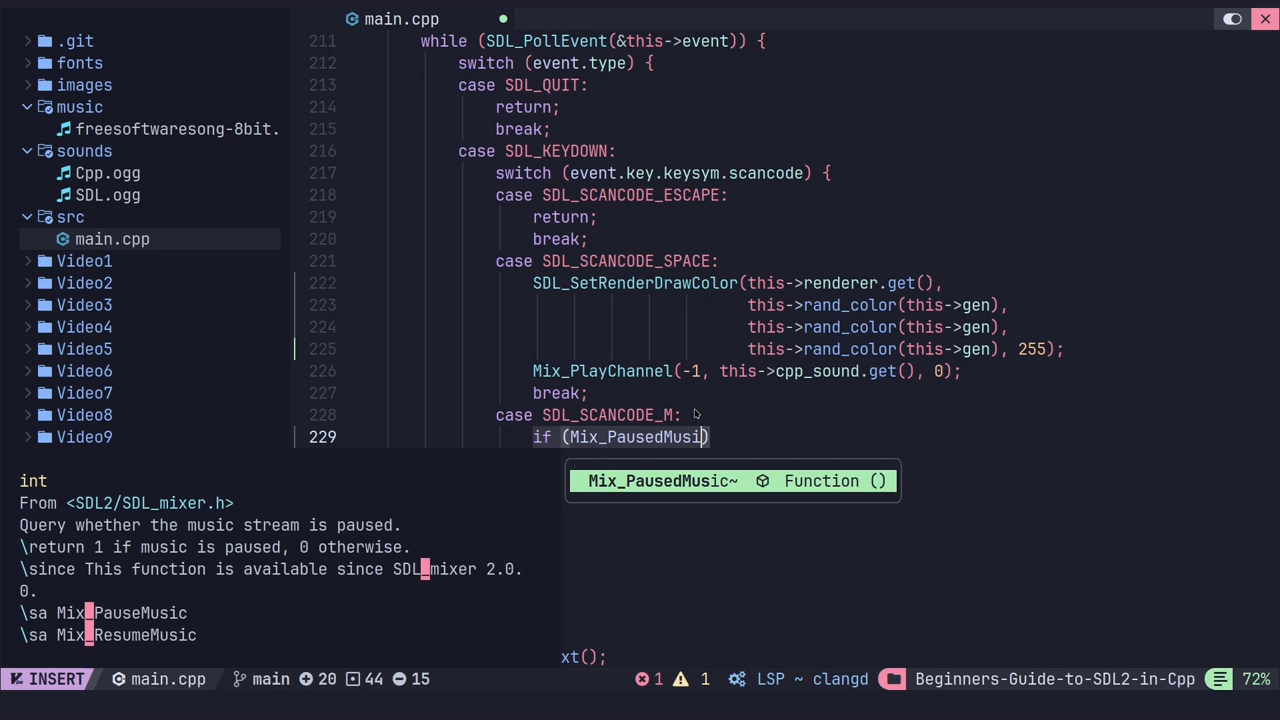 main.cpp
.git
fonts
images
music
freesoftwaresong-8bit.
sounds
Cpp.ogg
SDL.ogg
src
main.cpp
Video1
Video2
Video3
Video4
Video5
Video6
Video7
Video8
Video9
211 while (SDL_PollEvent(&this->event)) {
212 switch (event.type) {
213 case SDL_QUIT:
214 return;
215 break;
216 case SDL_KEYDOWN:
217 switch (event.key.keysym.scancode) {
218 case SDL_SCANCODE_ESCAPE:
219 return;
220 break;
221 case SDL_SCANCODE_SPACE:
222 SDL_SetRenderDrawColor(this->renderer.get(),
223 this->rand_color(this->gen),
224 this->rand_color(this->gen),
225 this->rand_color(this->gen), 255);
226 Mix_PlayChannel(-1, this->cpp_sound.get(), 0);
227 break;
228 case SDL_SCANCODE_M:
229 if (Mix_PausedMusi)
Mix_PausedMusic~ Function ()
int
From <SDL2/SDL_mixer.h>
Query whether the music stream is paused.
\return 1 if music is paused, 0 otherwise.
\since This function is available since SDL_mixer 2.0.
0.
\sa Mix_PauseMusic
\sa Mix_ResumeMusic
xt();
INSERT main.cpp main 20 44 15 1 1 LSP ~ clangd Beginners-Guide-to-SDL2-in-Cpp 72%